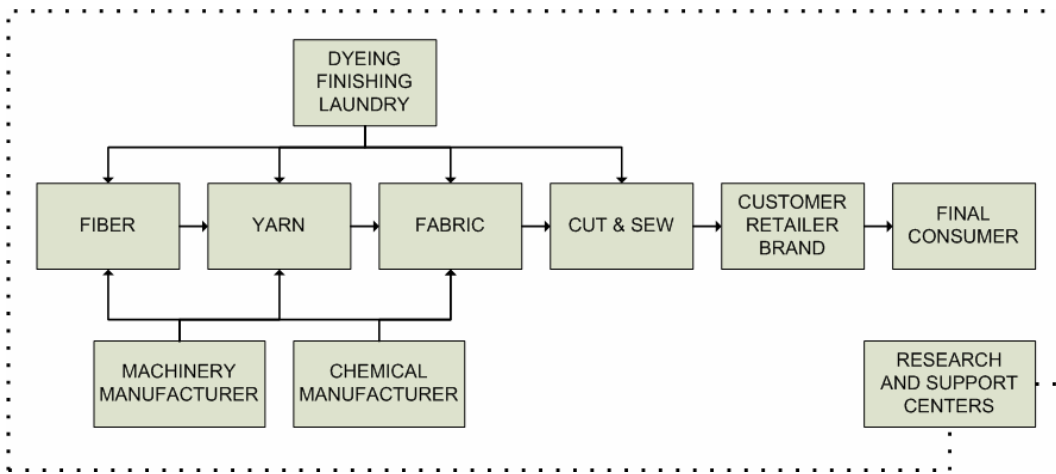 DYEING
FINISHING
LAUNDRY
FIBER
YARN
FABRIC
CUT & SEW
CUSTOMER
RETAILER
BRAND
FINAL
CONSUMER
MACHINERY
MANUFACTURER
CHEMICAL
MANUFACTURER
RESEARCH
AND SUPPORT
CENTERS